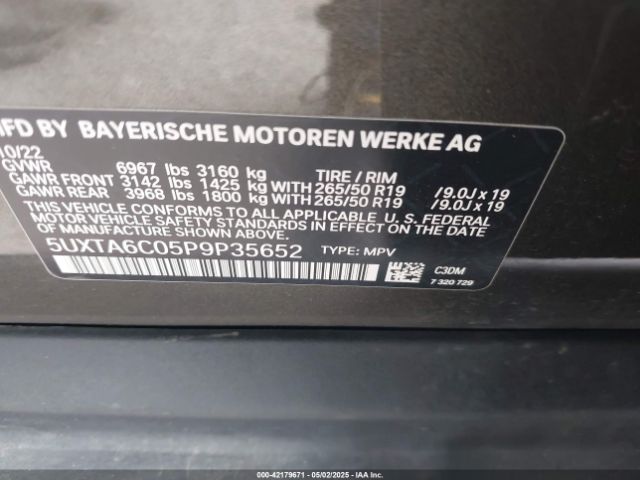 MFD BY BAYERISCHE MOTOREN WERKE AG
10/22
GVWR 6967 lbs 3160 kg TIRE / RIM
GAWR FRONT 3142 lbs 1425 kg WITH 265/50 R19 /9.0J x 19
GAWR REAR 3968 lbs 1800 kg WITH 265/50 R19 /9.0J x 19
THIS VEHICLE CONFORMS TO ALL APPLICABLE U. S. FEDERAL
MOTOR VEHICLE SAFETY STANDARDS IN EFFECT ON THE
DATE OF MANUFACTURE SHOWN ABOVE.
5UXTA6C05P9P35652 TYPE: MPV
C3DM
7 320 729
000-42179671 - 05/02/2025 - IAA Inc.